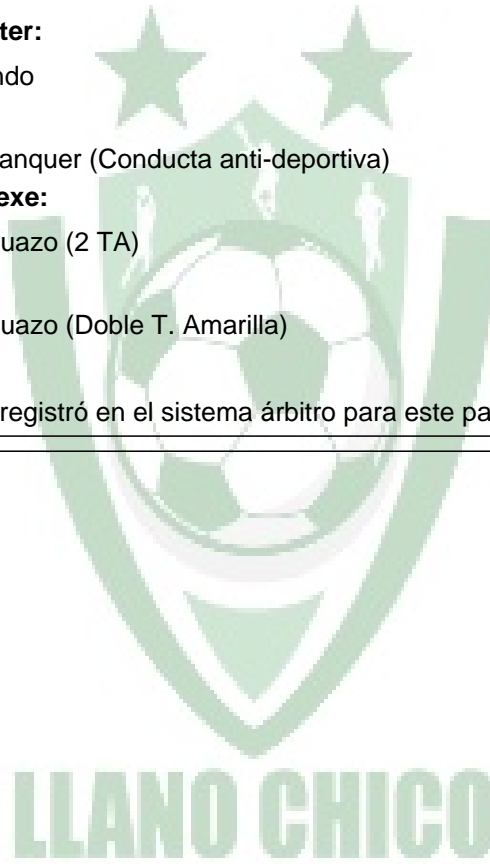 ter:
ndo
anquer (Conducta anti-deportiva)
exe:
uazo (2 TA)
uazo (Doble T. Amarilla)
registró en el sistema árbitro para este pa
LLANO CHICO